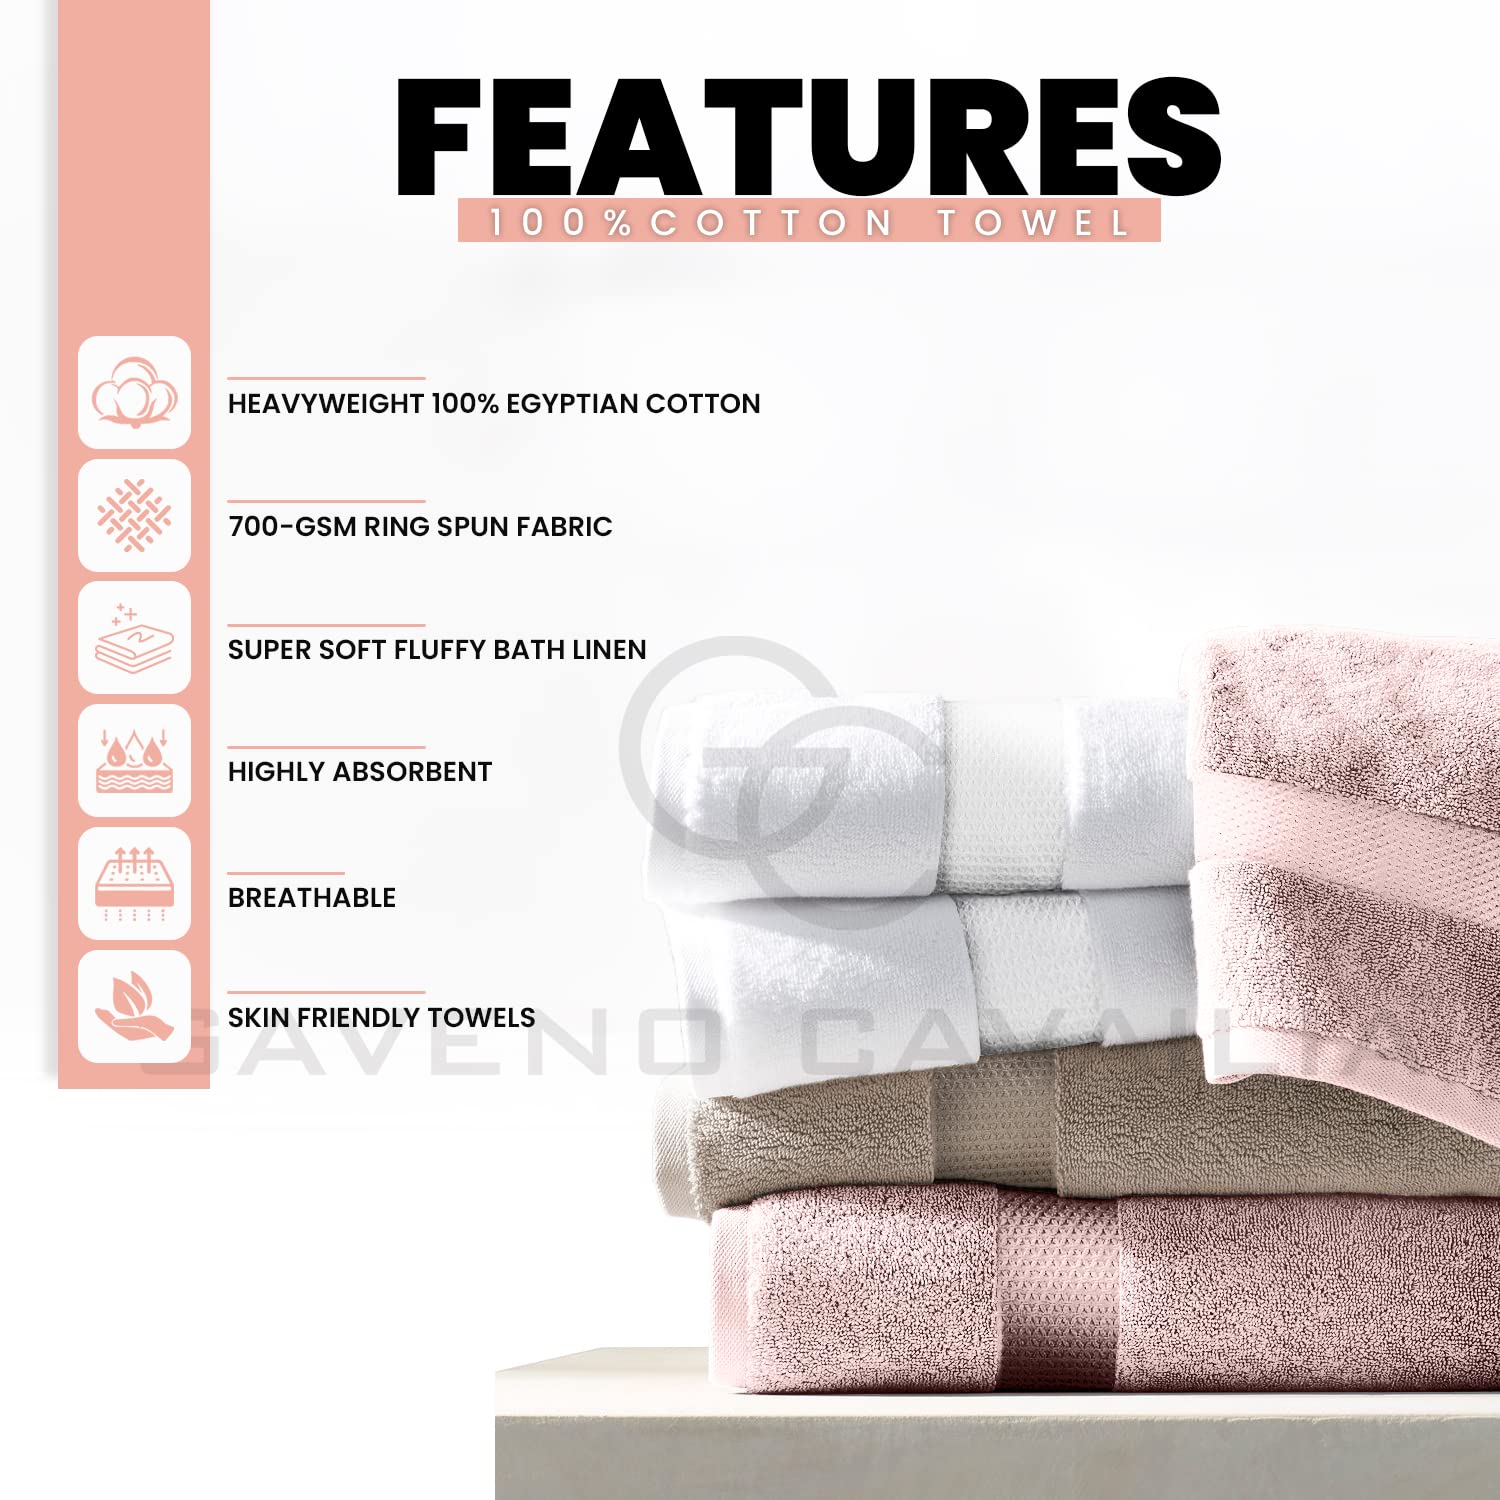 FEATURES
100%COTTON TOWEL
HEAVYWEIGHT 100% EGYPTIAN COTTON
700-GSM RING SPUN FABRIC
SUPER SOFT FLUFFY BATH LINEN
HIGHLY ABSORBENT
BREATHABLE
SKIN FRIENDLY TOWELS
GAVENO CAVAILIA